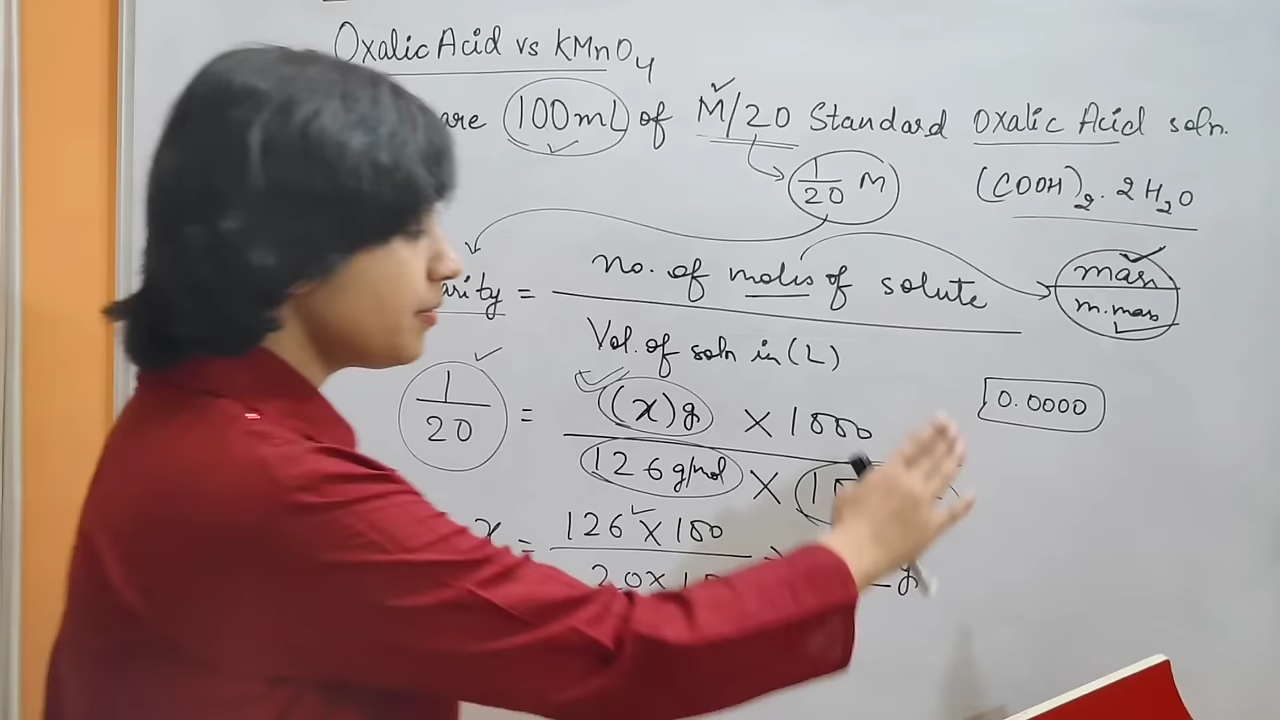 Oxalic Acid vs KMnO4
100mL of M/20 Standard Oxalic Acid soln.
1/20 M
(COOH)2.2H2O
= no. of moles of solute
Vol. of soln in (L)
mass
m.mass
1/20 = (x)g × 1000
126 g/mol ×
0.0000
x = 126 × 100
20×
g